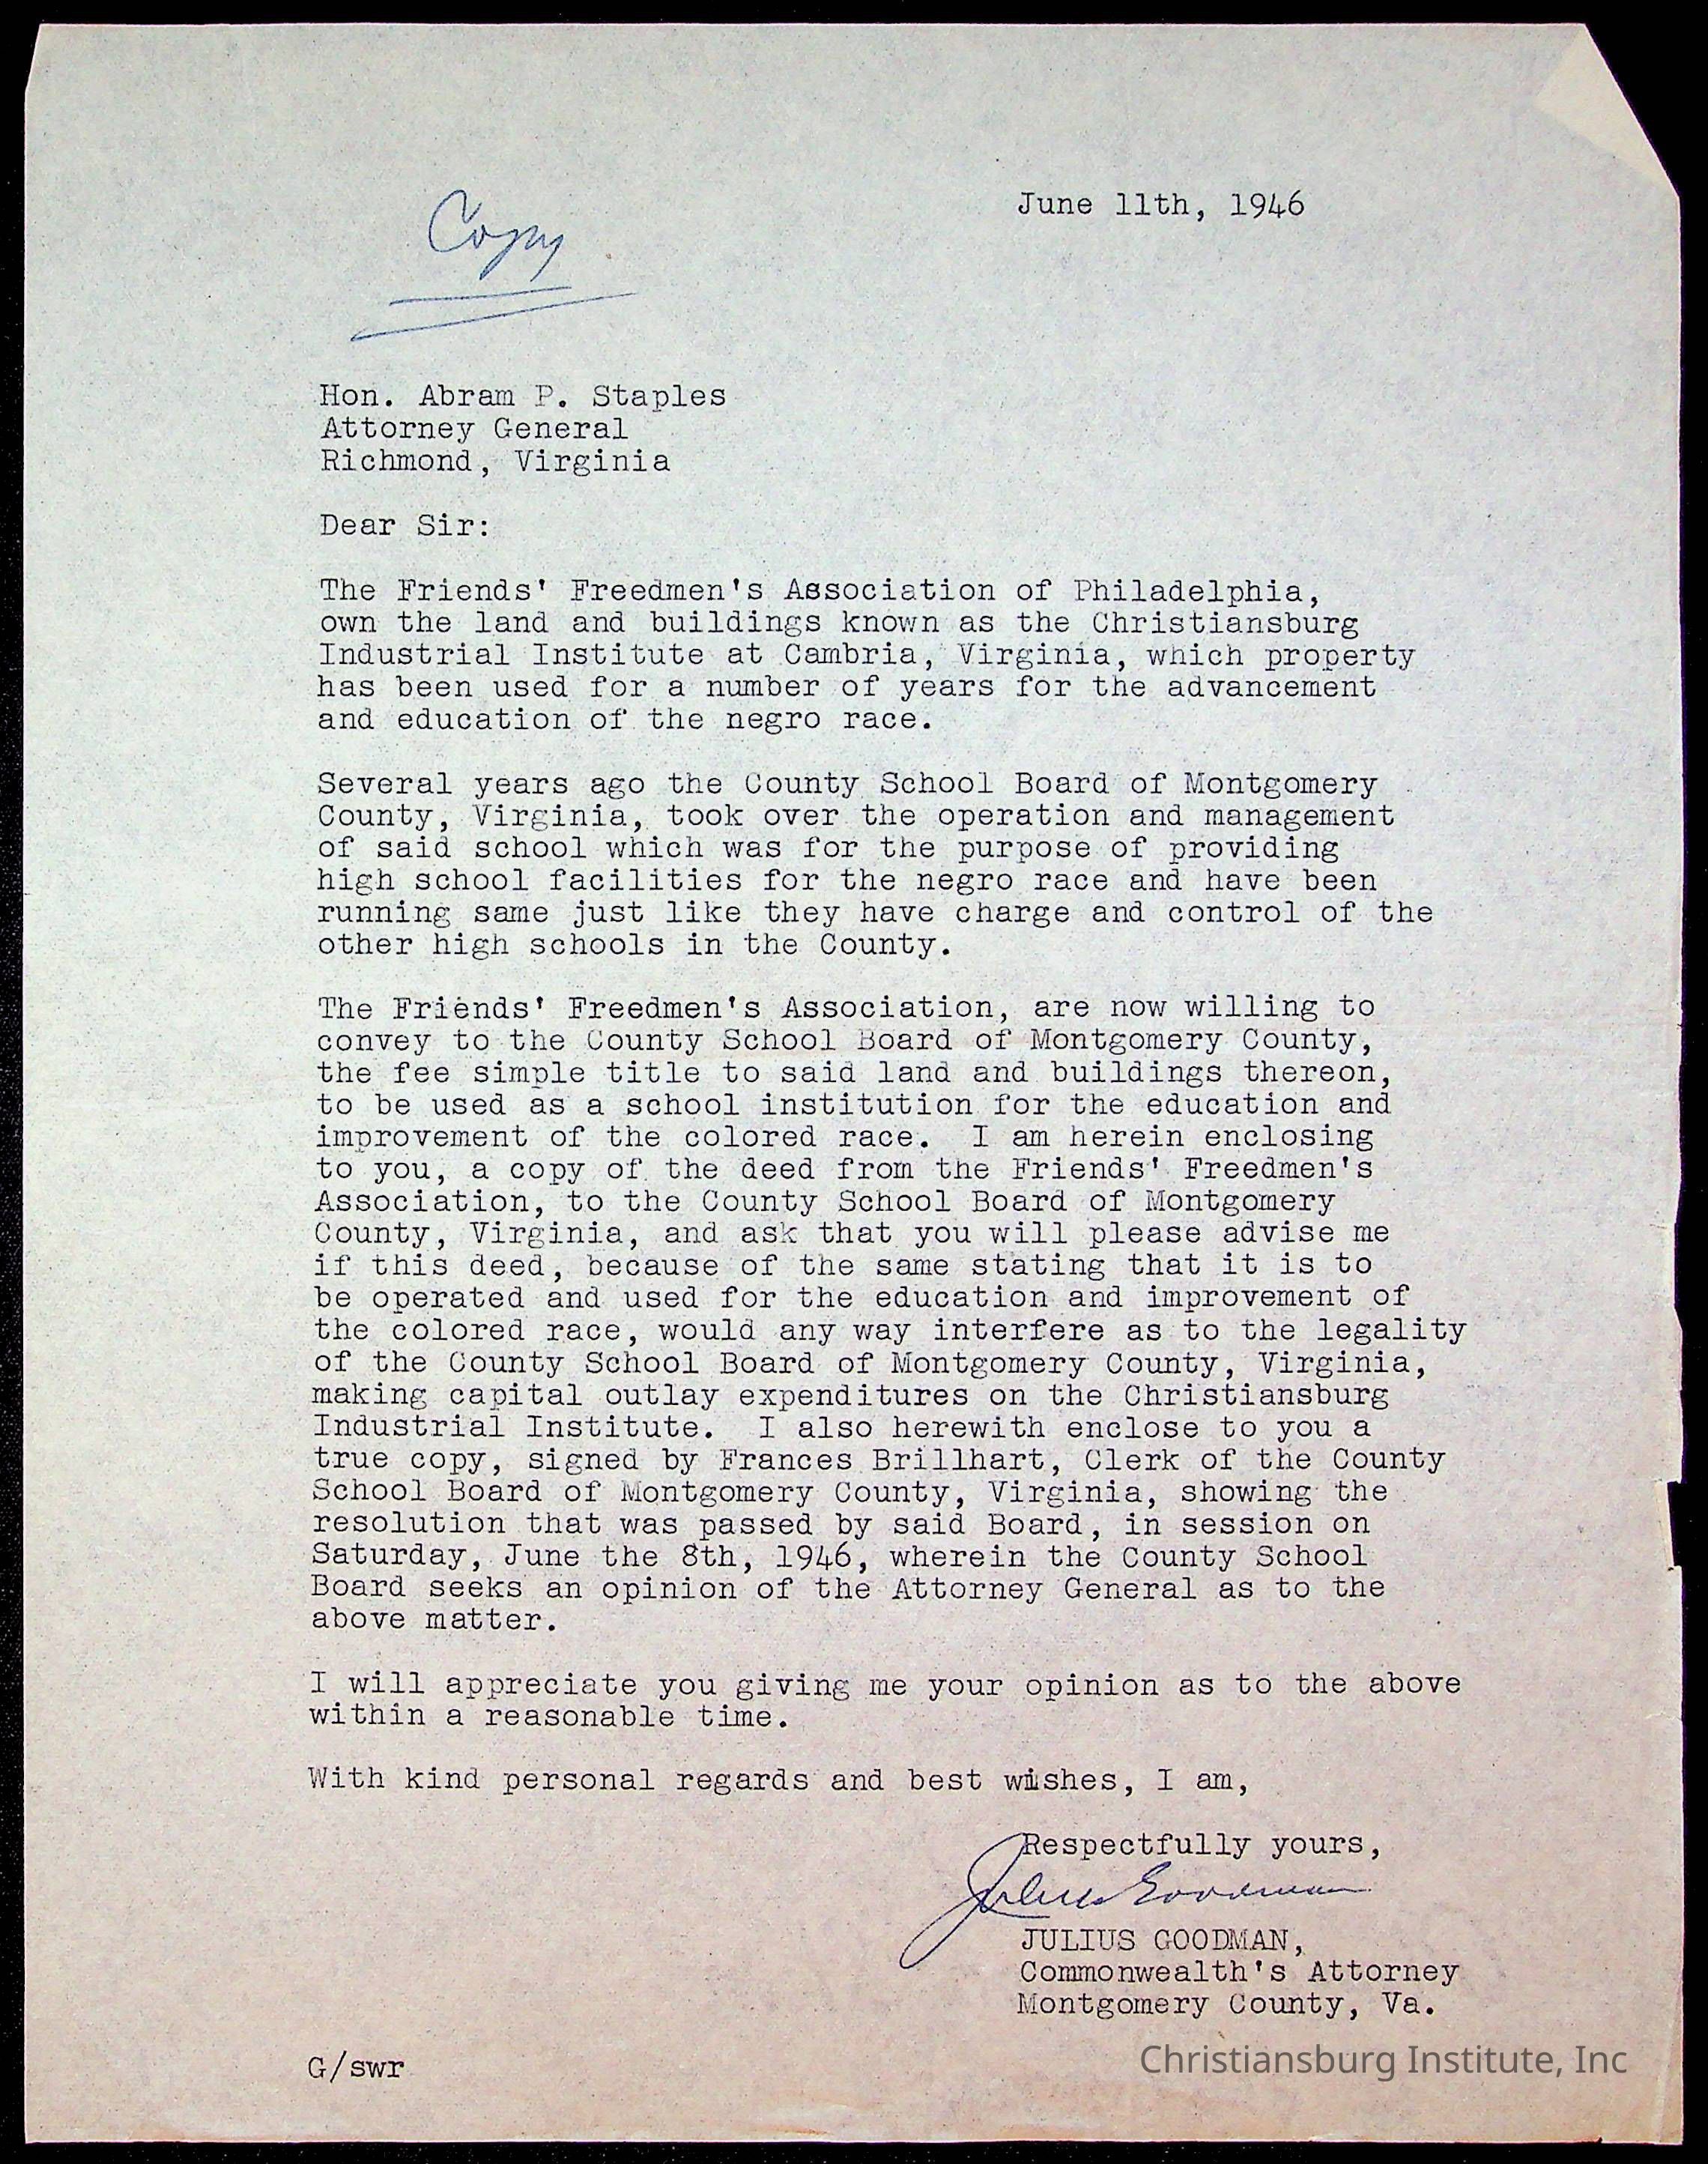 June 11th, 1946
Copy
Hon. Abram P. Staples
Attorney General
Richmond, Virginia
Dear Sir:
The Friends' Freedmen's Association of Philadelphia,
own the land and buildings known as the Christiansburg
Industrial Institute at Cambria, Virginia, which property
has been used for a number of years for the advancement
and education of the negro race.
Several years ago the County School Board of Montgomery
County, Virginia, took over the operation and management
of said school which was for the purpose of providing
high school facilities for the negro race and have been
running same just like they have charge and control of the
other high schools in the County.
The Friends' Freedmen's Association, are now willing to
convey to the County School Board of Montgomery County,
the fee simple title to said land and buildings thereon,
to be used as a school institution for the education and
improvement of the colored race.  I am herein enclosing
to you, a copy of the deed from the Friends' Freedmen's
Association, to the County School Board of Montgomery
County, Virginia, and ask that you will please advise me
if this deed, because of the same stating that it is to
be operated and used for the education and improvement of
the colored race, would any way interfere as to the legality
of the County School Board of Montgomery County, Virginia,
making capital outlay expenditures on the Christiansburg
Industrial Institute.  I also herewith enclose to you a
true copy, signed by Frances Brillhart, Clerk of the County
School Board of Montgomery County, Virginia, showing the
resolution that was passed by said Board, in session on
Saturday, June the 8th, 1946, wherein the County School
Board seeks an opinion of the Attorney General as to the
above matter.
I will appreciate you giving me your opinion as to the above
within a reasonable time.
With kind personal regards and best wishes, I am,
Respectfully yours,
Julius Goodman
JULIUS GOODMAN,
Commonwealth's Attorney
Montgomery County, Va.
G/swr
Christiansburg Institute, Inc